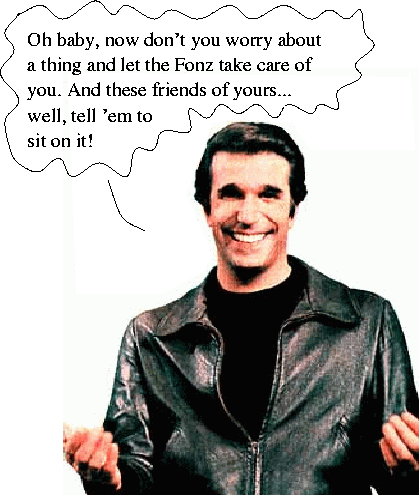 Oh baby, now don't you worry about
a thing and let the Fonz take care of
you. And these friends of yours...
well, tell 'em to
sit on it!